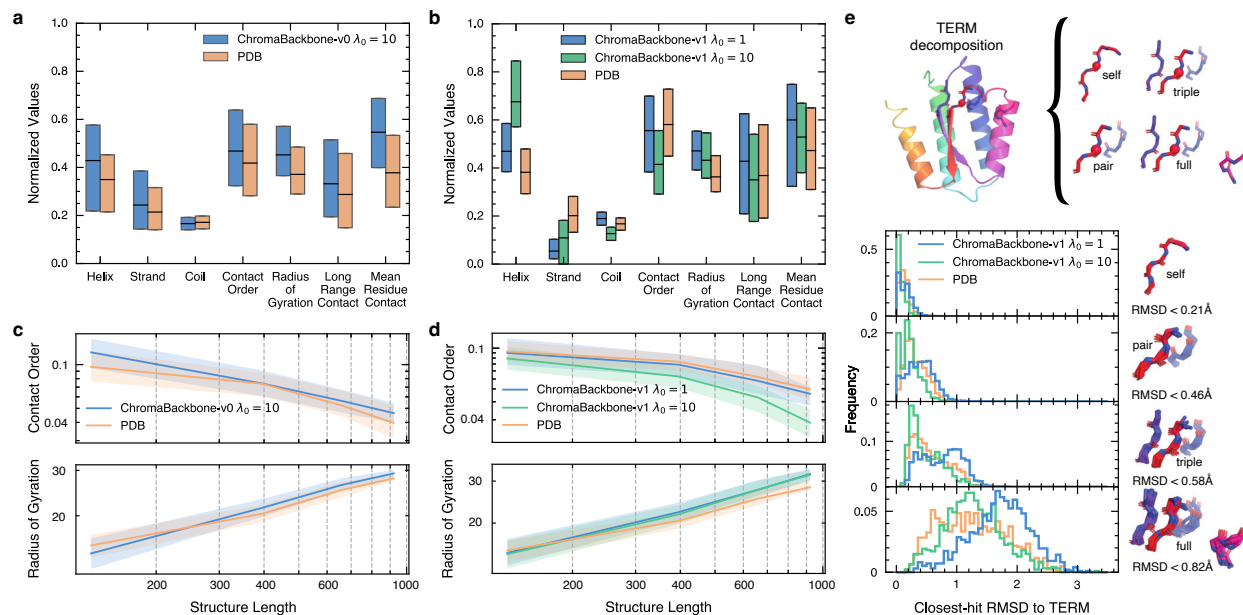 a
1.0
0.8
0.6
0.4
0.2
0.0
Normalized Values
ChromaBackbone-v0 λ0 = 10
PDB
Helix
Strand
Coil
Contact
Order
Radius
of
Gyration
Long
Range
Contact
Mean
Residue
Contact
b
1.0
0.8
0.6
0.4
0.2
0.0
Normalized Values
ChromaBackbone-v1 λ0 = 1
ChromaBackbone-v1 λ0 = 10
PDB
Helix
Strand
Coil
Contact
Order
Radius
of
Gyration
Long
Range
Contact
Mean
Residue
Contact
c
0.1
0.04
Contact Order
ChromaBackbone-v0 λ0 = 10
PDB
30
20
Radius of Gyration
200
400
600
800
1000
Structure Length
d
0.1
0.04
Contact Order
ChromaBackbone-v1 λ0 = 1
ChromaBackbone-v1 λ0 = 10
PDB
30
20
Radius of Gyration
200
400
600
800
1000
Structure Length
e
TERM
decomposition
self
triple
pair
full
0.5
0
ChromaBackbone-v1 λ0 = 1
ChromaBackbone-v1 λ0 = 10
PDB
self
RMSD < 0.21Å
0.2
0
pair
RMSD < 0.46Å
0.1
0
triple
RMSD < 0.58Å
0.05
0
full
RMSD < 0.82Å
Frequency
0
1
2
3
Closest-hit RMSD to TERM